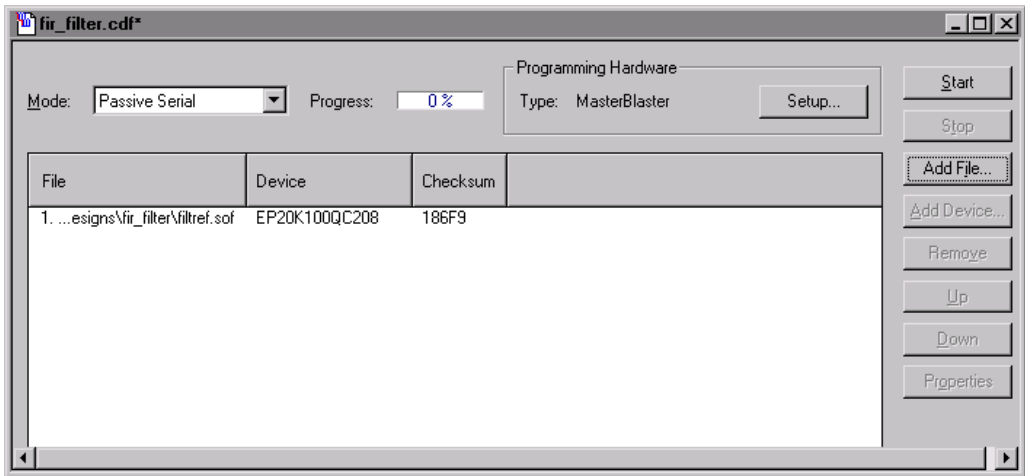 fir_filter.cdf*
Programming Hardware
Mode: Passive Serial Progress: 0 % Type: MasterBlaster Setup... Start
Stop
File Device Checksum Add File...
1. ...esigns\fir_filter\filtref.sof EP20K100QC208 186F9 Add Device...
Remove
Up
Down
Properties